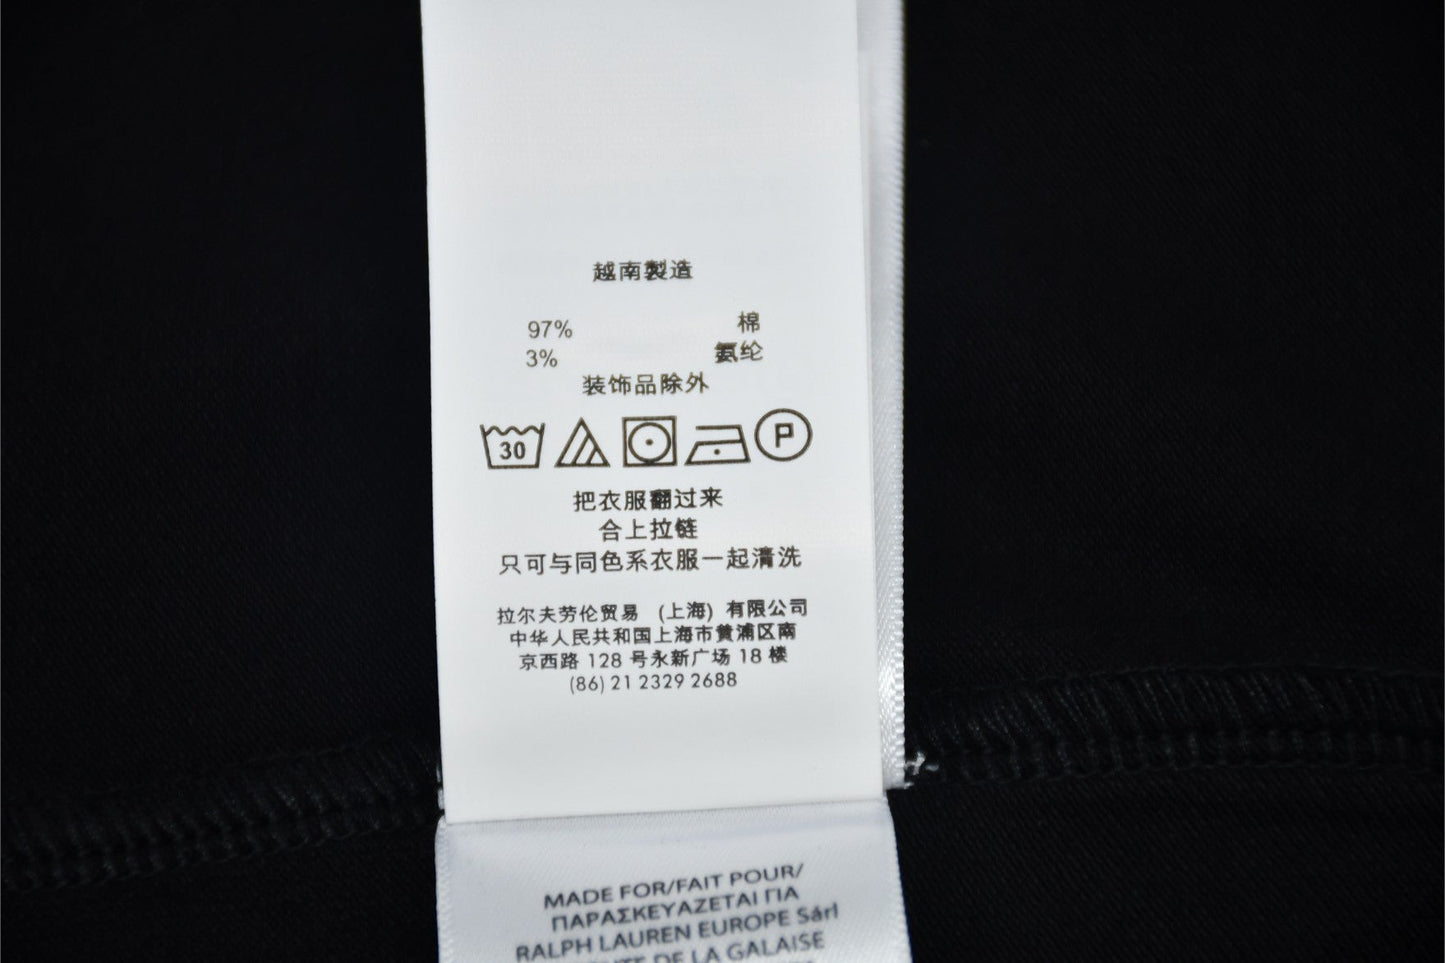 越南製造
97% 棉
3% 氨纶
装饰品除外
30 P
把衣服翻过来
合上拉链
只可与同色系衣服一起清洗
拉尔夫劳伦贸易 (上海) 有限公司
中华人民共和国上海市黄浦区南
京西路 128 号永新广场 18 楼
(86) 21 2329 2688
MADE FOR/FAIT POUR/
ΠΑΡΑΣΚΕΥΑΖΕΤΑΙ ΓΙΑ
RALPH LAUREN EUROPE Sárl
DE LA GALAISE